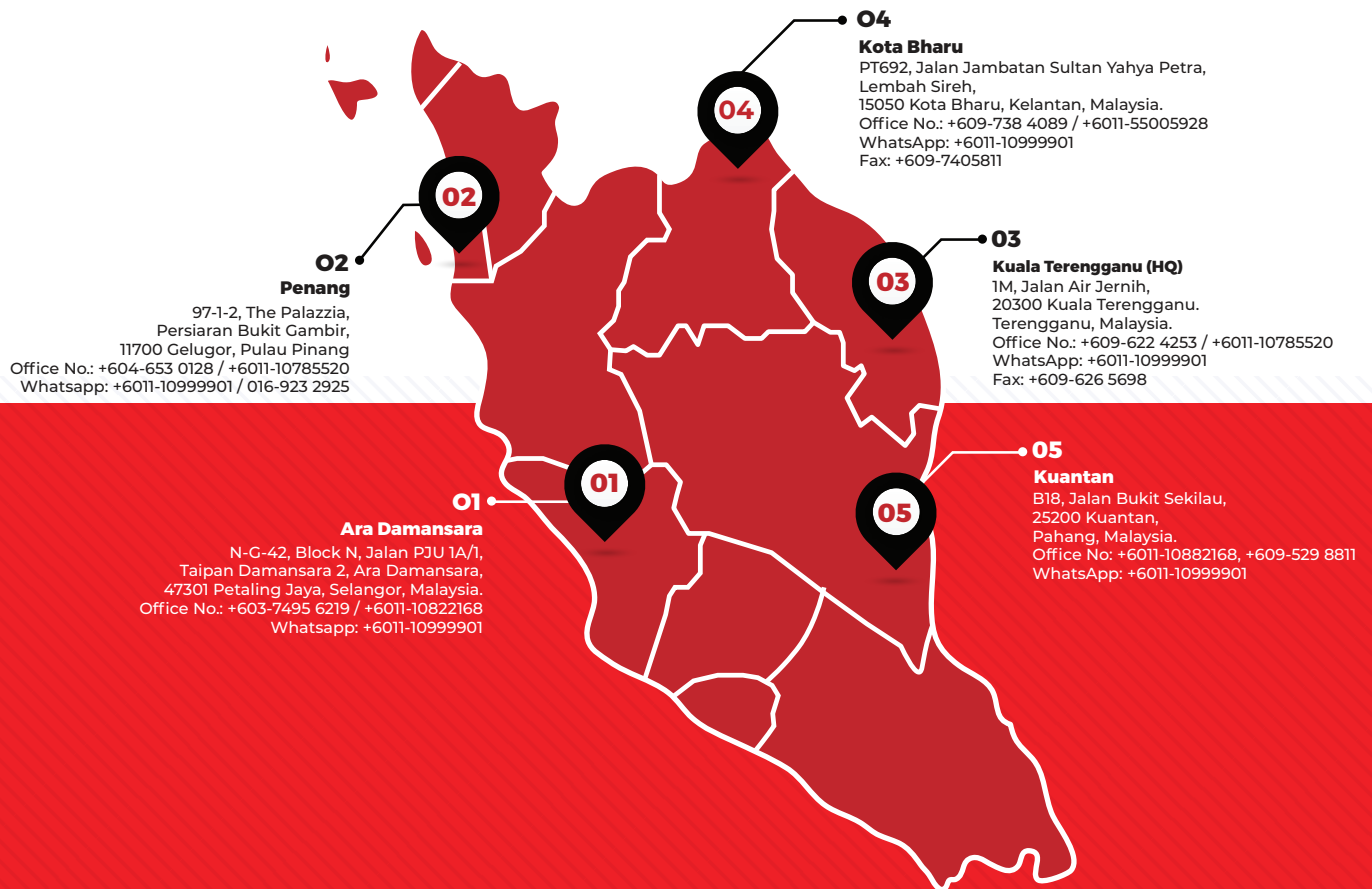 04
Kota Bharu
PT692, Jalan Jambatan Sultan Yahya Petra,
Lembah Sireh,
15050 Kota Bharu, Kelantan, Malaysia.
Office No.: +609-738 4089 / +6011-55005928
WhatsApp: +6011-10999901
Fax: +609-7405811
04
02
02
Penang
97-1-2, The Palazzia,
Persiaran Bukit Gambir,
11700 Gelugor, Pulau Pinang
Office No.: +604-653 0128 / +6011-10785520
Whatsapp: +6011-10999901 / 016-923 2925
03
03
Kuala Terengganu (HQ)
1M, Jalan Air Jernih,
20300 Kuala Terengganu.
Terengganu, Malaysia.
Office No.: +609-622 4253 / +6011-10785520
WhatsApp: +6011-10999901
Fax: +609-626 5698
01
01
Ara Damansara
N-G-42, Block N, Jalan PJU 1A/1,
Taipan Damansara 2, Ara Damansara,
47301 Petaling Jaya, Selangor, Malaysia.
Office No.: +603-7495 6219 / +6011-10822168
Whatsapp: +6011-10999901
05
05
Kuantan
B18, Jalan Bukit Sekilau,
25200 Kuantan,
Pahang, Malaysia.
Office No: +6011-10882168, +609-529 8811
WhatsApp: +6011-10999901